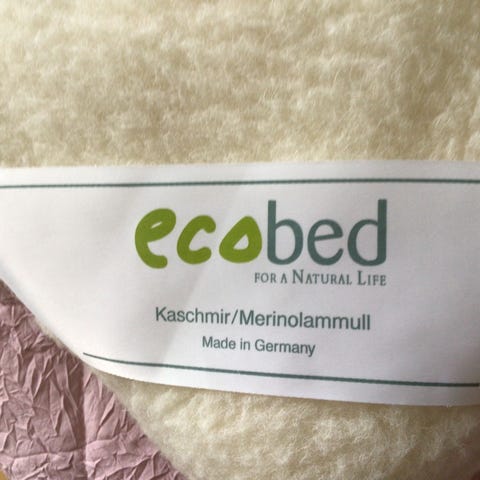 ecobed
FOR A NATURAL LIFE
Kaschmir/Merinolammull
Made in Germany